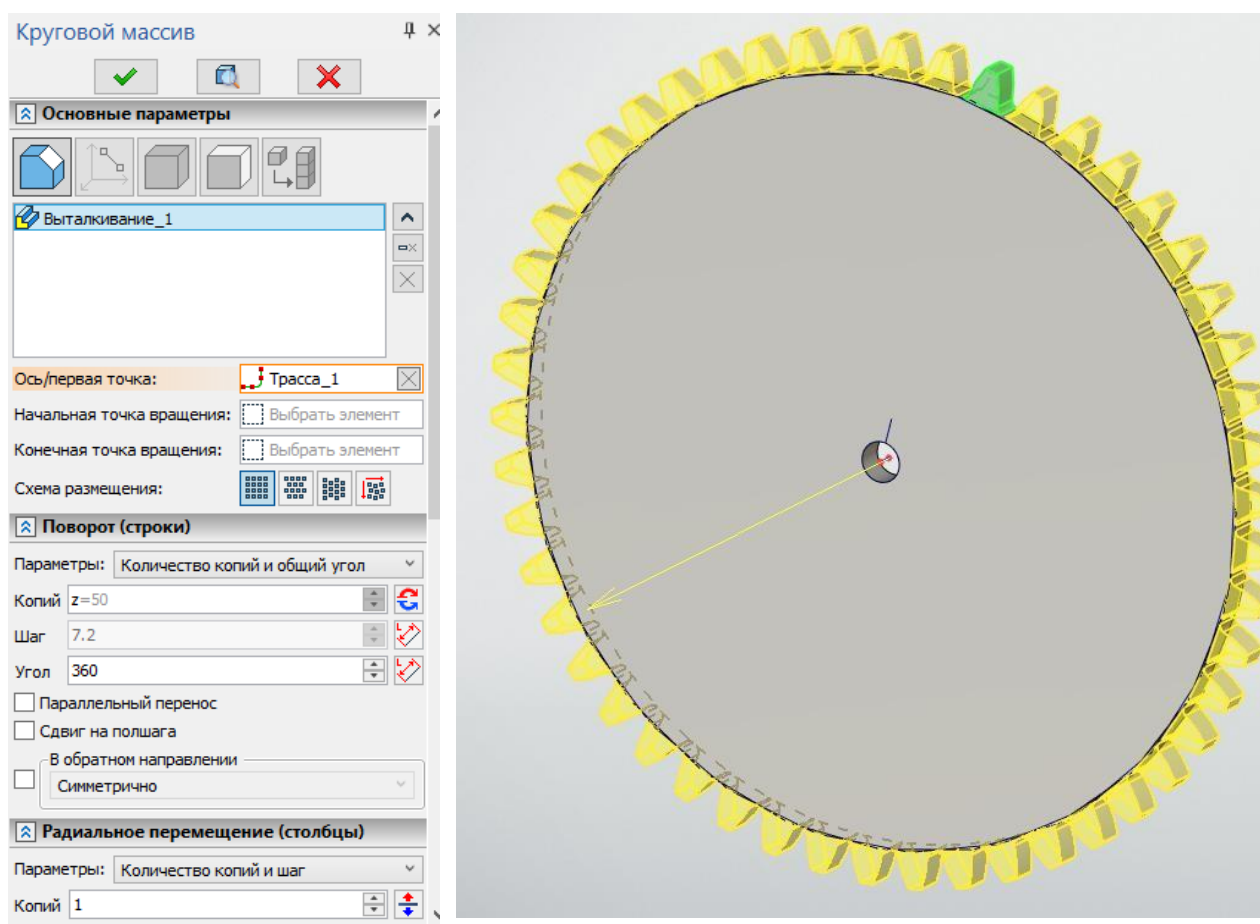 Круговой массив
Основные параметры
Выталкивание_1
Ось/первая точка: Трасса_1
Начальная точка вращения: Выбрать элемент
Конечная точка вращения: Выбрать элемент
Схема размещения:
Поворот (строки)
Параметры: Количество копий и общий угол
Копий z=50
Шаг 7.2
Угол 360
Параллельный перенос
Сдвиг на полшага
В обратном направлении
Симметрично
Радиальное перемещение (столбцы)
Параметры: Количество копий и шаг
Копий 1